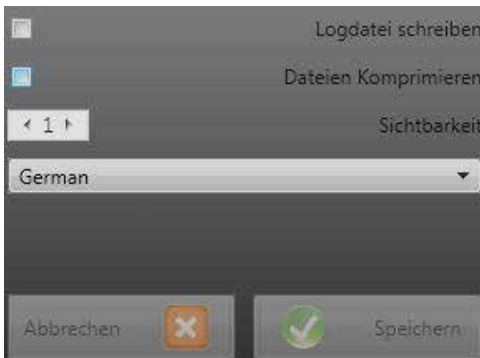 Logdatei schreiben
Dateien Komprimieren
1 Sichtbarkeit
German
Abbrechen Speichern